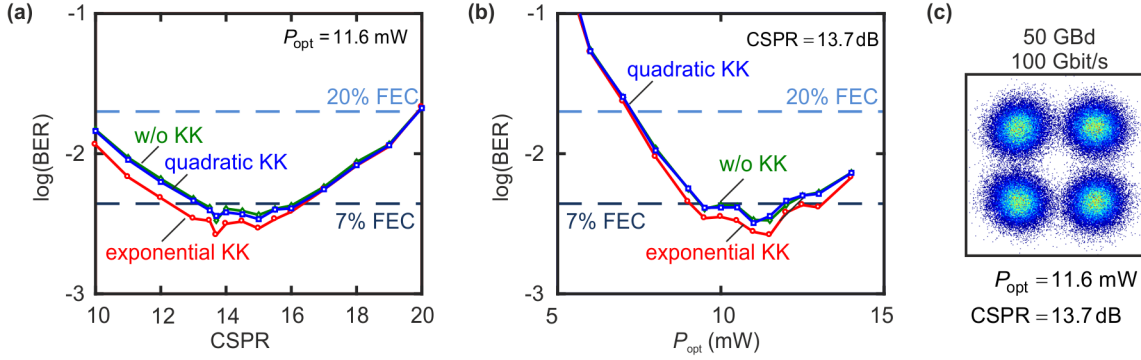 (a)
-1
P_opt = 11.6 mW
20% FEC
w/o KK
quadratic KK
-2
log(BER)
7% FEC
exponential KK
-3
10 12 14 16 18 20
CSPR
(b)
-1
CSPR = 13.7 dB
quadratic KK
20% FEC
-2
log(BER)
w/o KK
7% FEC
exponential KK
-3
5 10 15
P_opt (mW)
(c)
50 GBd
100 Gbit/s
P_opt = 11.6 mW
CSPR = 13.7 dB